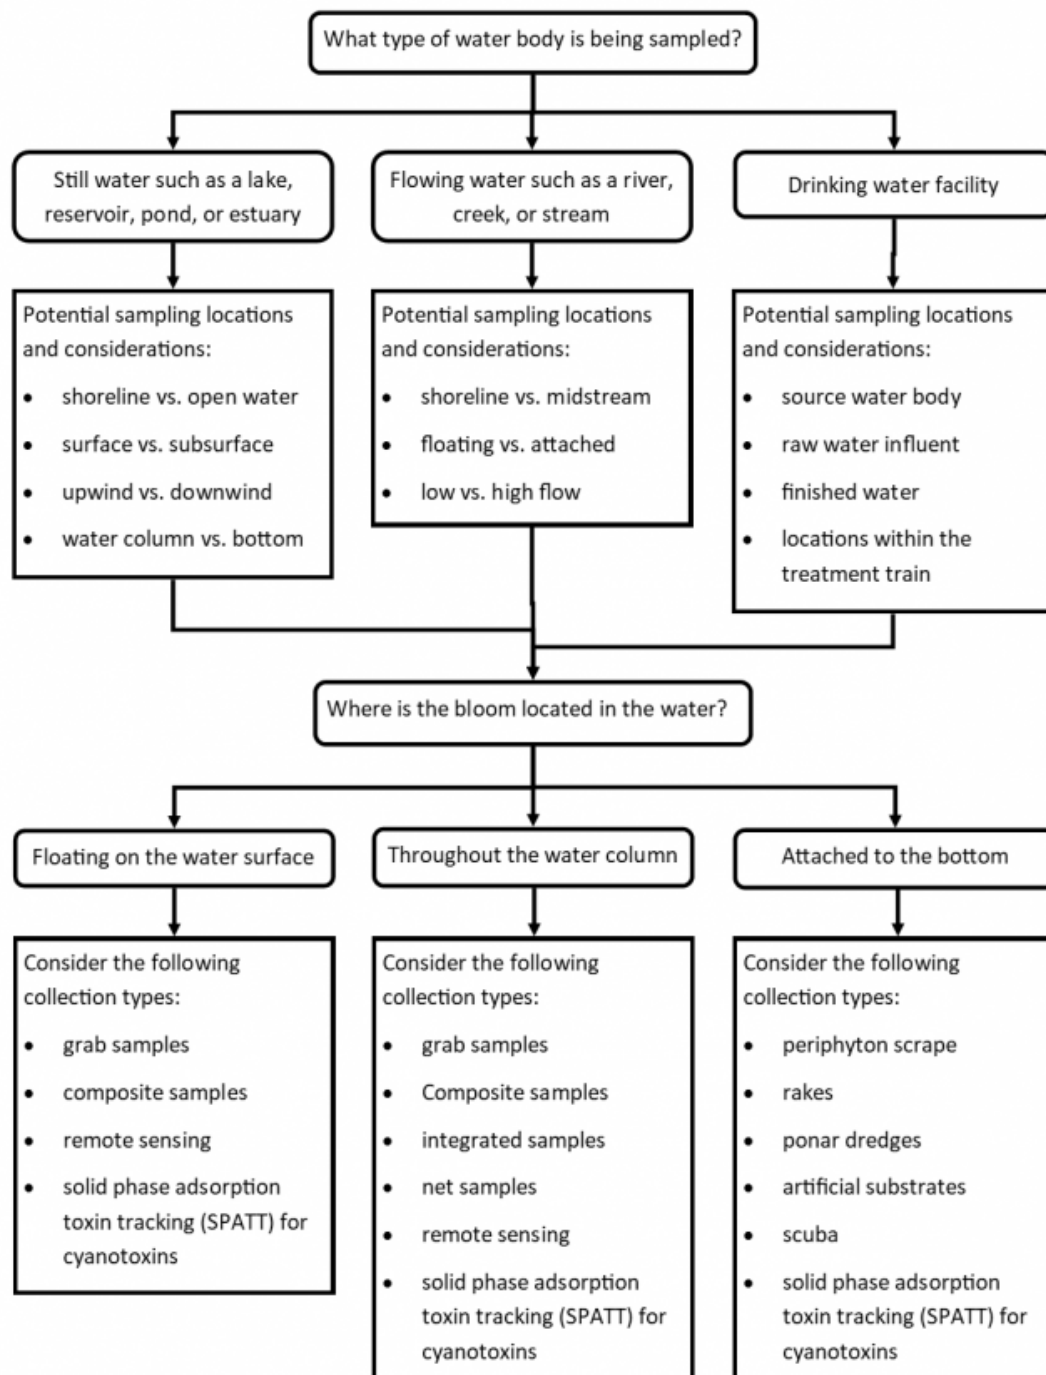 What type of water body is being sampled?
Still water such as a lake,
reservoir, pond, or estuary
Flowing water such as a river,
creek, or stream
Drinking water facility
Potential sampling locations
and considerations:
• shoreline vs. open water
• surface vs. subsurface
• upwind vs. downwind
• water column vs. bottom
Potential sampling locations
and considerations:
• shoreline vs. midstream
• floating vs. attached
• low vs. high flow
Potential sampling locations
and considerations:
• source water body
• raw water influent
• finished water
• locations within the
treatment train
Where is the bloom located in the water?
Floating on the water surface
Throughout the water column
Attached to the bottom
Consider the following
collection types:
• grab samples
• composite samples
• remote sensing
• solid phase adsorption
toxin tracking (SPATT) for
cyanotoxins
Consider the following
collection types:
• grab samples
• Composite samples
• integrated samples
• net samples
• remote sensing
• solid phase adsorption
toxin tracking (SPATT) for
cyanotoxins
Consider the following
collection types:
• periphyton scrape
• rakes
• ponar dredges
• artificial substrates
• scuba
• solid phase adsorption
toxin tracking (SPATT) for
cyanotoxins